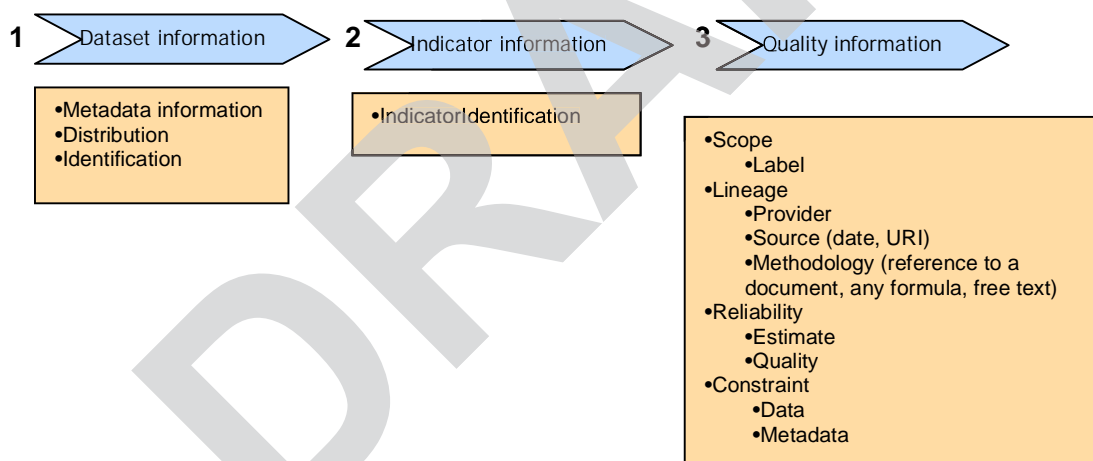 1 Dataset information
2 Indicator information
3 Quality information
•Metadata information
•Distribution
•Identification
•IndicatorIdentification
•Scope
•Label
•Lineage
•Provider
•Source (date, URI)
•Methodology (reference to a
document, any formula, free text)
•Reliability
•Estimate
•Quality
•Constraint
•Data
•Metadata
DRA